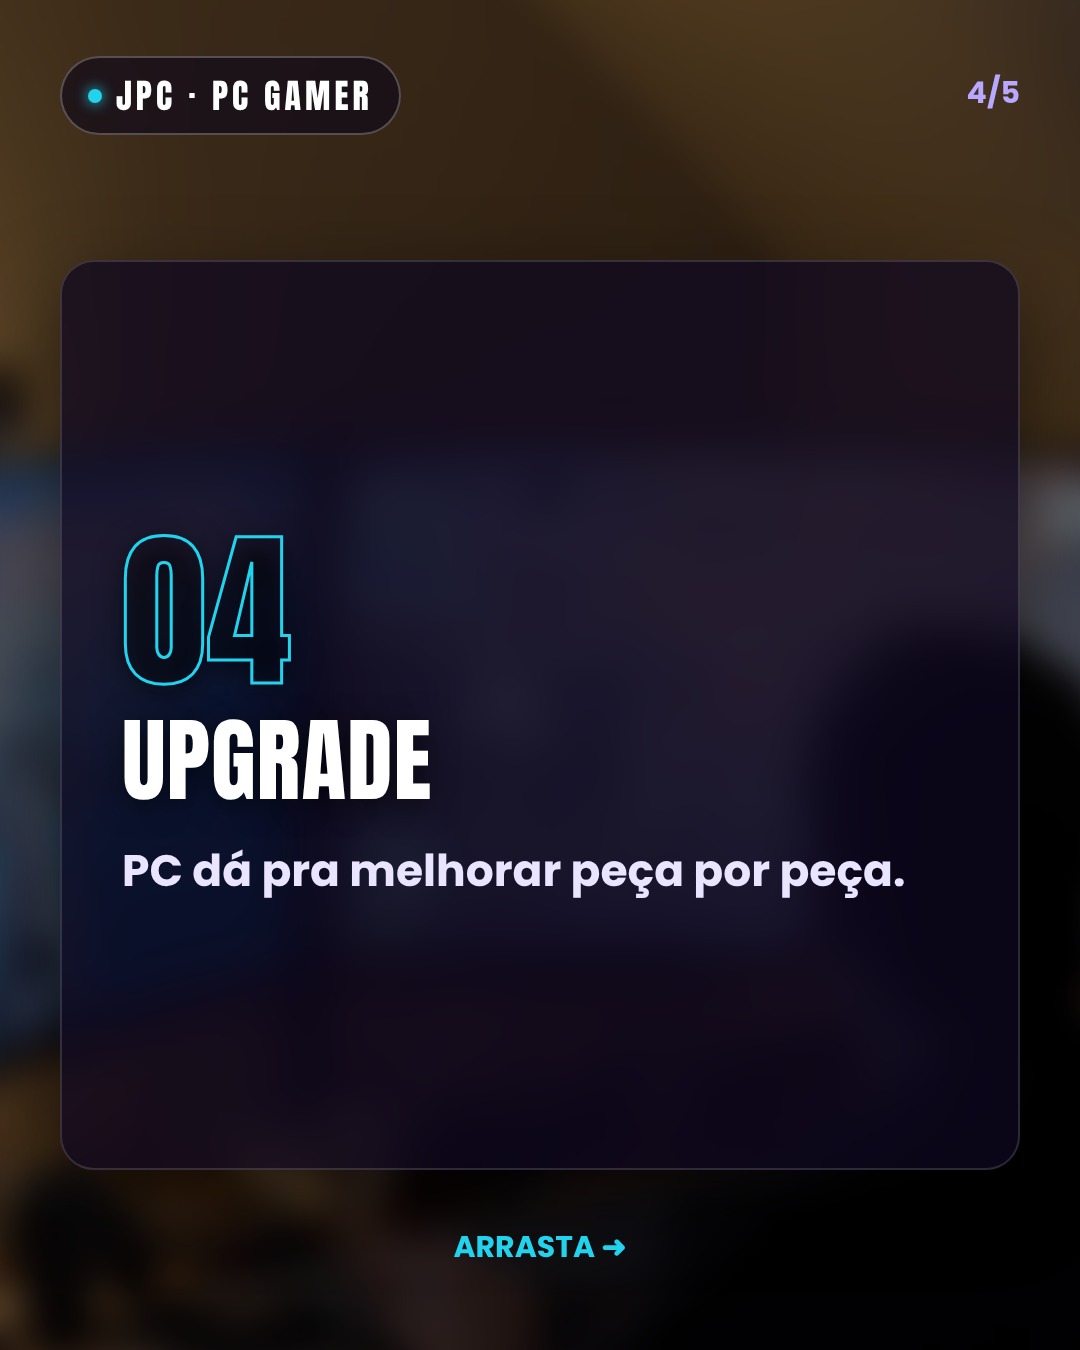 JPC · PC GAMER
4/5
04
UPGRADE
PC dá pra melhorar peça por peça.
ARRASTA →